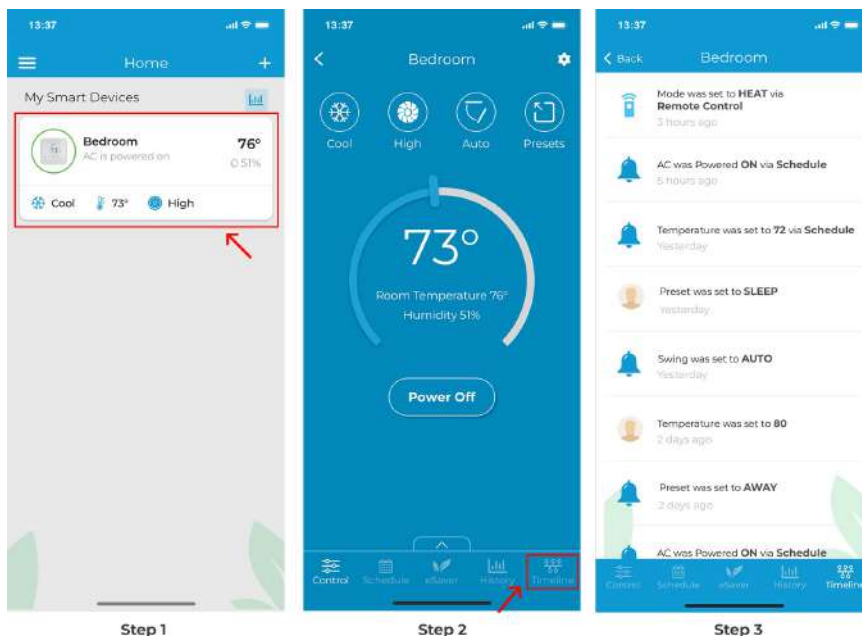 13:37
Home
+
My Smart Devices
Bedroom
AC is powered on
76°
51%
Cool
73°
High
Step 1
13:37
Bedroom
Cool
High
Auto
Presets
73°
Room Temperature 76°
Humidity 51%
Power Off
Control
Schedule
eSaver
History
Timeline
Step 2
13:37
Back
Bedroom
Mode was set to HEAT via
Remote Control
3 hours ago
AC was Powered ON via Schedule
5 hours ago
Temperature was set to 72 via Schedule
Yesterday
Preset was set to SLEEP
Yesterday
Swing was set to AUTO
Yesterday
Temperature was set to 80
2 days ago
Preset was set to AWAY
2 days ago
AC was Powered ON via Schedule
Control
Schedule
eSaver
History
Timeline
Step 3